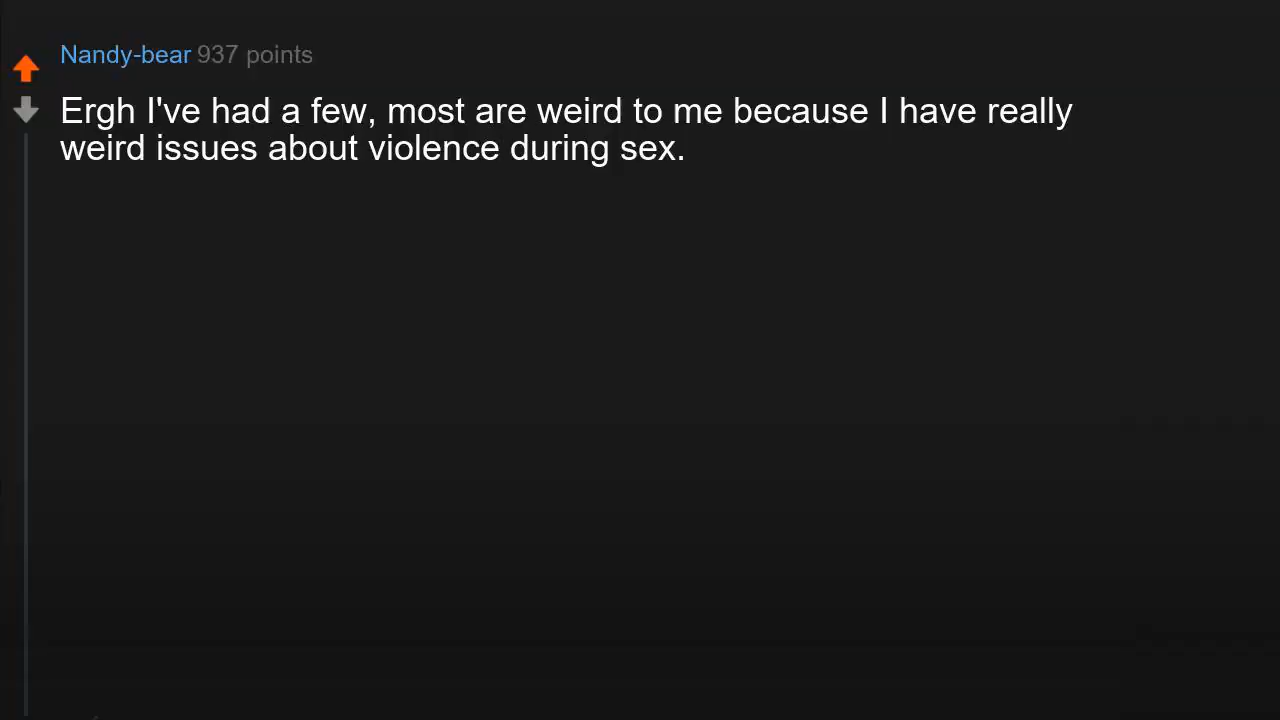 Nandy-bear 937 points
Ergh I've had a few, most are weird to me because I have really
weird issues about violence during sex.